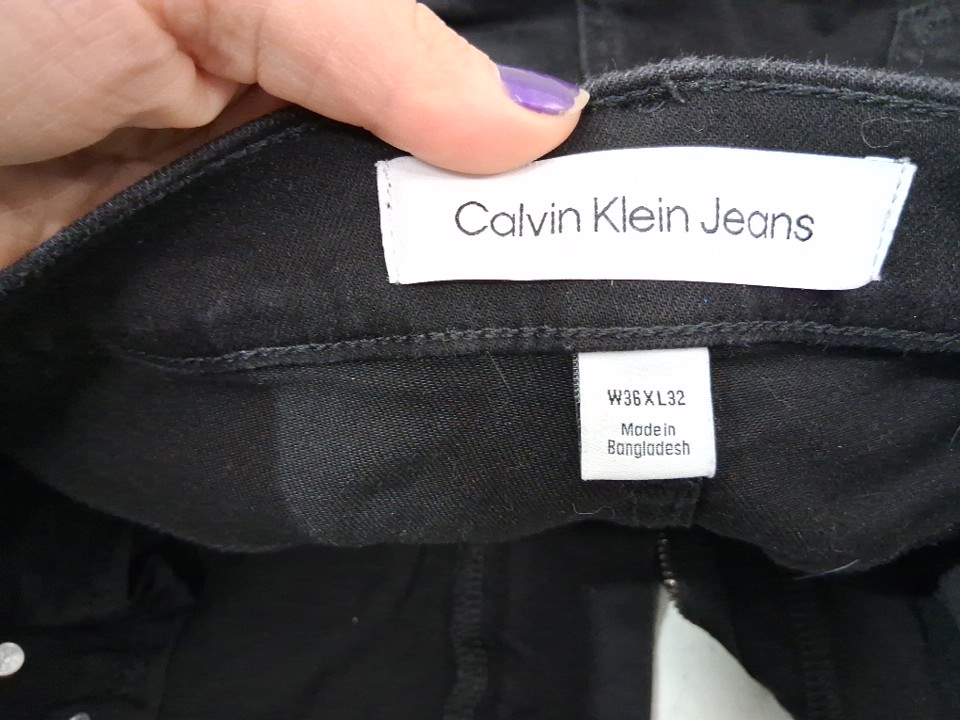 Calvin Klein Jeans
W36XL32
Made in
Bangladesh